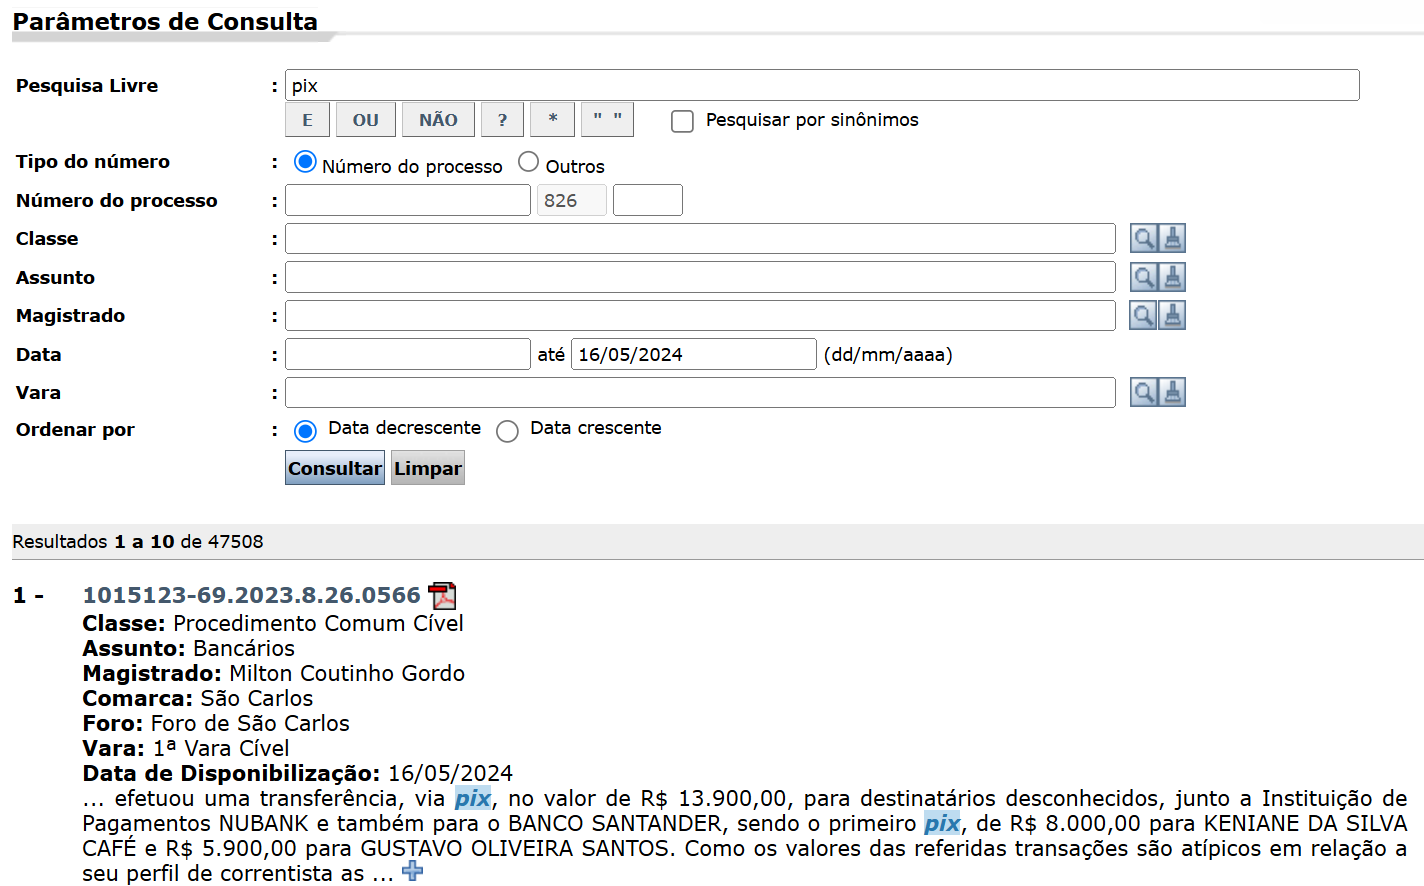 Parâmetros de Consulta
Pesquisa Livre : pix
E OU NÃO ? * " " Pesquisar por sinônimos
Tipo do número : Número do processo Outros
Número do processo : 826
Classe :
Assunto :
Magistrado :
Data : até 16/05/2024 (dd/mm/aaaa)
Vara :
Ordenar por : Data decrescente Data crescente
Consultar Limpar
Resultados 1 a 10 de 47508
1 - 1015123-69.2023.8.26.0566
Classe: Procedimento Comum Cível
Assunto: Bancários
Magistrado: Milton Coutinho Gordo
Comarca: São Carlos
Foro: Foro de São Carlos
Vara: 1ª Vara Cível
Data de Disponibilização: 16/05/2024
... efetuou uma transferência, via pix, no valor de R$ 13.900,00, para destinatários desconhecidos, junto a Instituição de
Pagamentos NUBANK e também para o BANCO SANTANDER, sendo o primeiro pix, de R$ 8.000,00 para KENIANE DA SILVA
CAFÉ e R$ 5.900,00 para GUSTAVO OLIVEIRA SANTOS. Como os valores das referidas transações são atípicos em relação a
seu perfil de correntista as ...